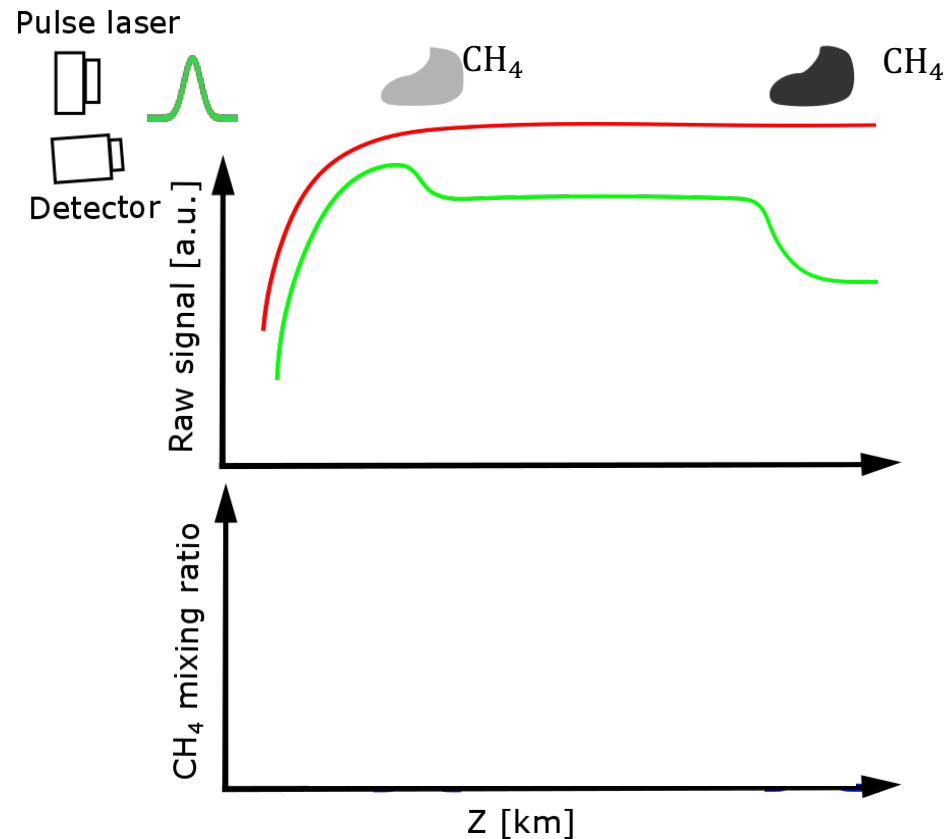 Pulse laser
CH₄
CH₄
Detector
Raw signal [a.u.]
CH₄ mixing ratio
Z [km]